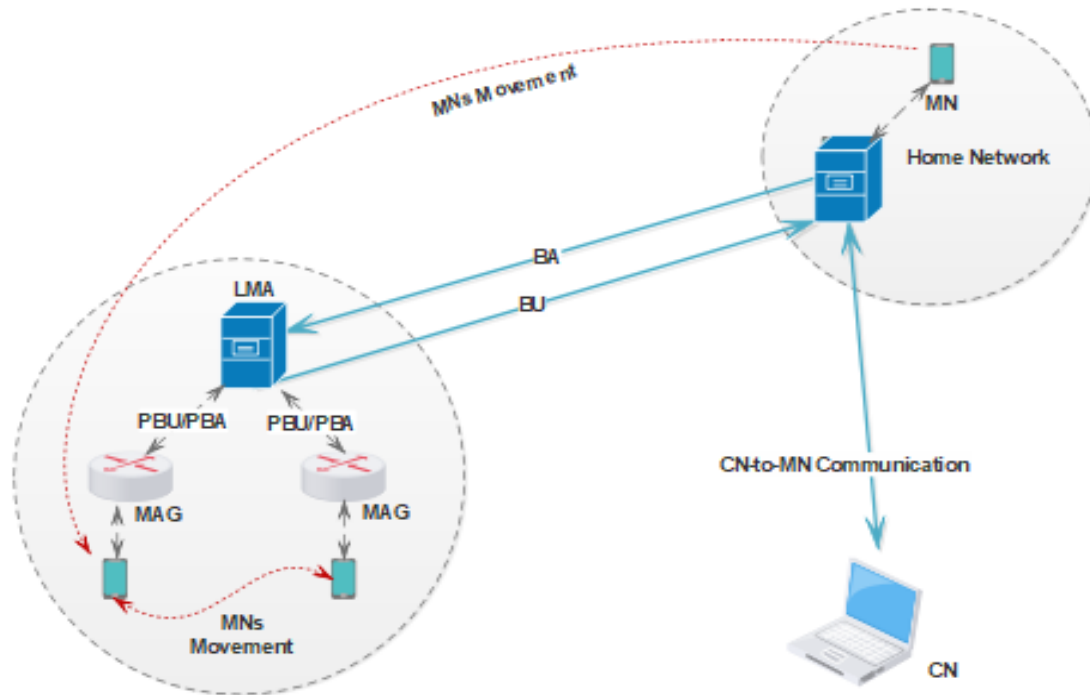 MNs Movement
MN
Home Network
BA
LMA
BU
PBU/PBA
PBU/PBA
CN-to-MN Communication
MAG
MAG
MNs
Movement
CN